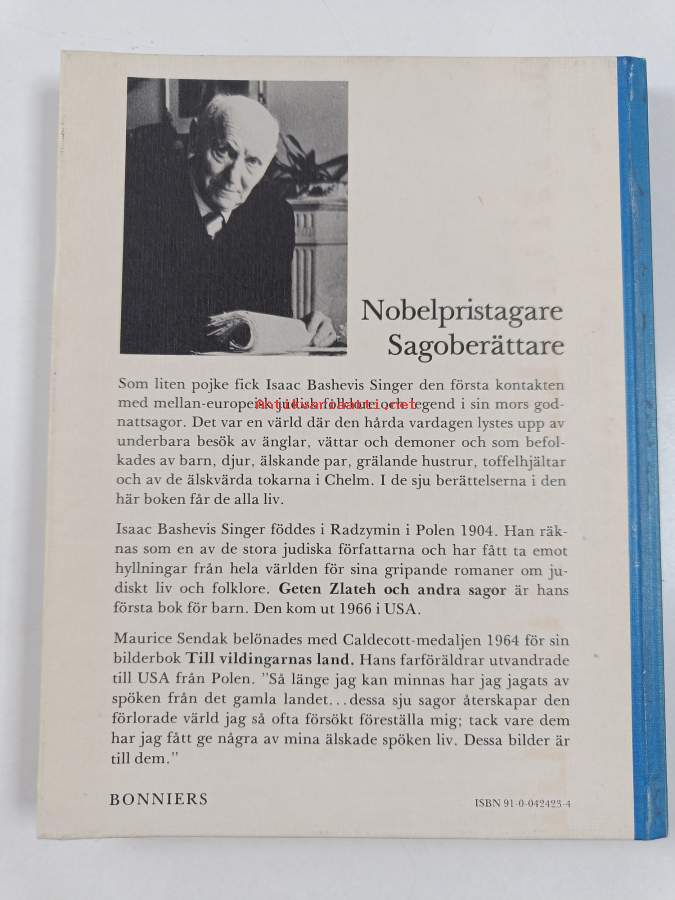 Nobelpristagare
Sagoberättare
Som liten pojke fick Isaac Bashevis Singer den första kontakten
med mellan-europeisk judisk folklore och legend i sin mors god-
Antikvariaatti.net
nattsagor. Det var en värld där den hårda vardagen lystes upp av
underbara besök av änglar, vättar och demoner och som befol-
kades av barn, djur, älskande par, grälande hustrur, toffelhjältar
och av de älskvärda tokarna i Chelm. I de sju berättelserna i den
här boken får de alla liv.
Isaac Bashevis Singer föddes i Radzymin i Polen 1904. Han räk-
nas som en av de stora judiska författarna och har fått ta emot
hyllningar från hela världen för sina gripande romaner om ju-
diskt liv och folklore. Geten Zlateh och andra sagor är hans
första bok för barn. Den kom ut 1966 i USA.
Maurice Sendak belönades med Caldecott-medaljen 1964 för sin
bilderbok Till vildingarnas land. Hans farföräldrar utvandrade
till USA från Polen. ”Så länge jag kan minnas har jag jagats av
spöken från det gamla landet...dessa sju sagor återskapar den
förlorade värld jag så ofta försökt föreställa mig; tack vare dem
har jag fått ge några av mina älskade spöken liv. Dessa bilder är
till dem.”
BONNIERS
ISBN 91-0-042423-4